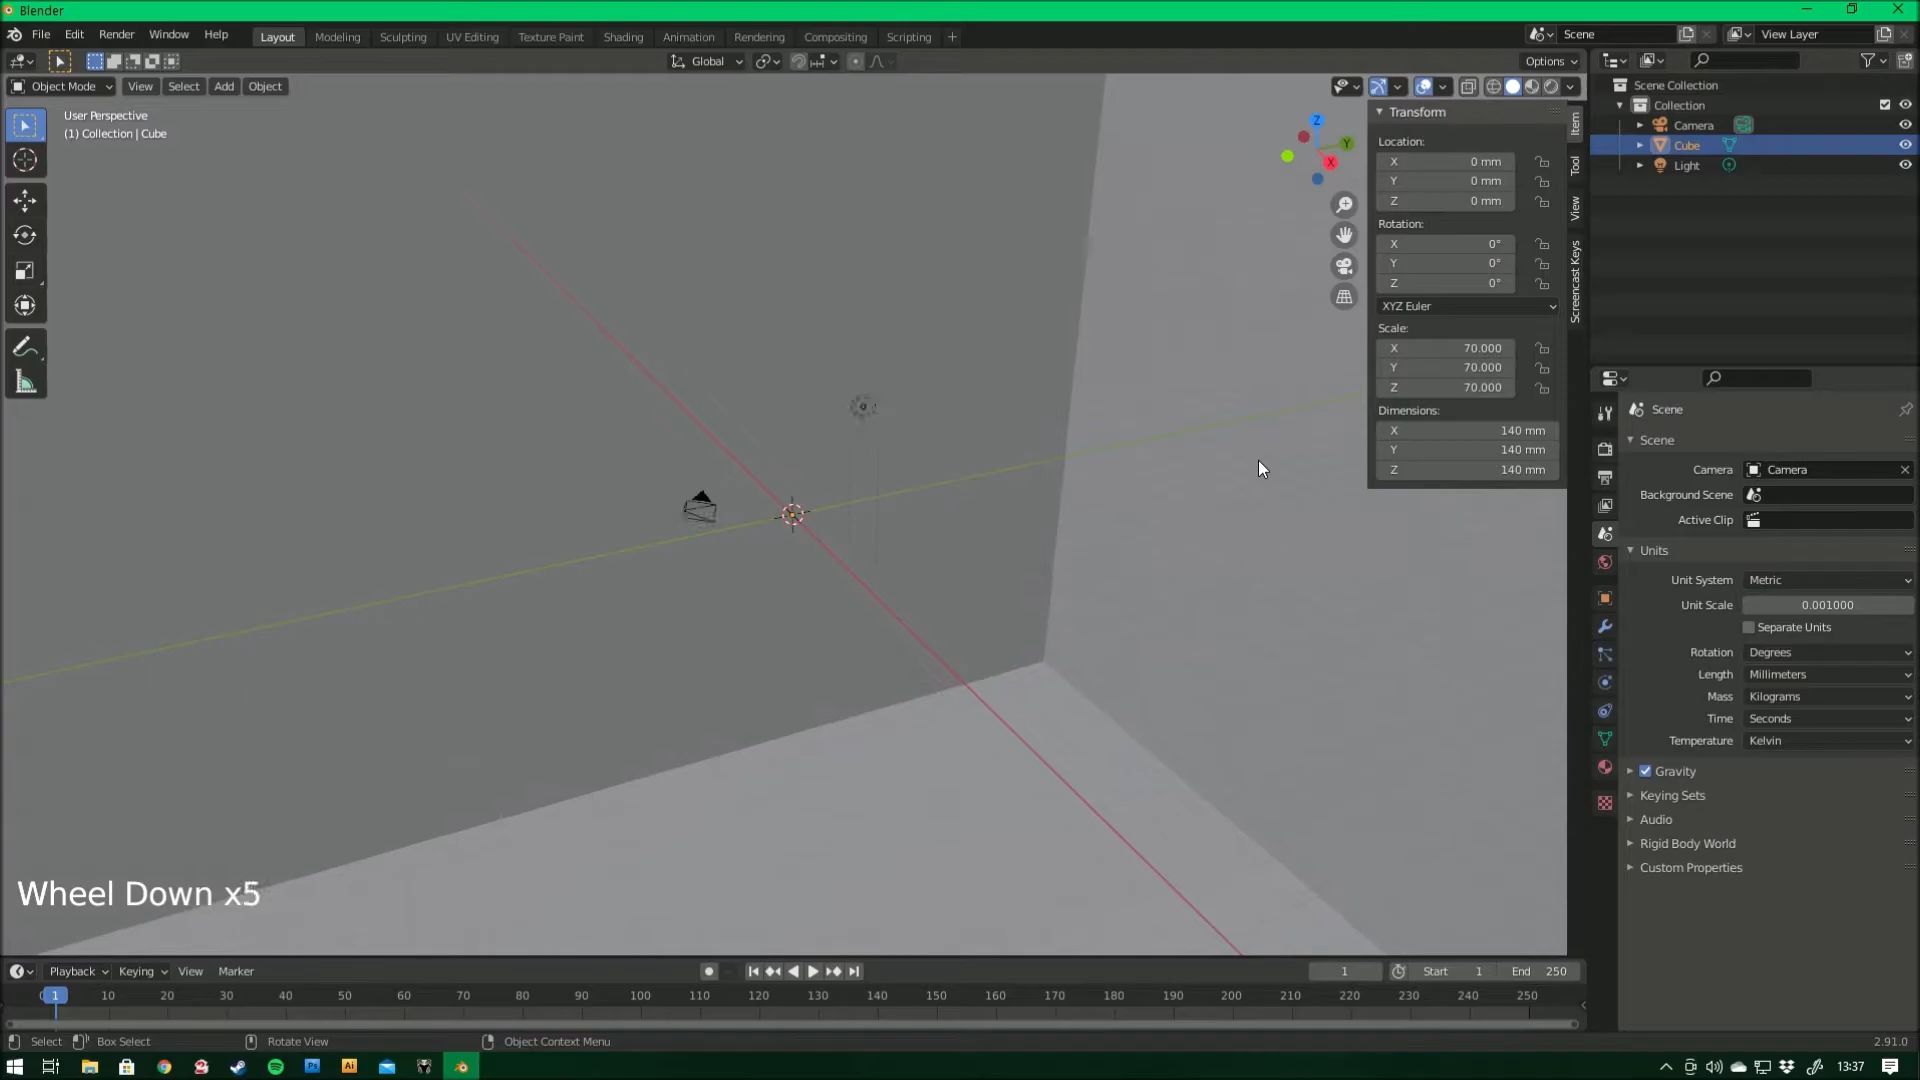 Blender
File Edit Render Window Help Layout Modeling Sculpting UV Editing Texture Paint Shading Animation Rendering Compositing Scripting + Scene View Layer
Global Options
Object Mode View Select Add Object
User Perspective
(1) Collection | Cube
Z
Y
X
Transform
Location:
X 0 mm
Y 0 mm
Z 0 mm
Rotation:
X 0°
Y 0°
Z 0°
XYZ Euler
Scale:
X 70.000
Y 70.000
Z 70.000
Dimensions:
X 140 mm
Y 140 mm
Z 140 mm
Item
Tool
View
Screencast Keys
Scene Collection
Collection
Camera
Cube
Light
Scene
Scene
Camera Camera
Background Scene
Active Clip
Units
Unit System Metric
Unit Scale 0.001000
Separate Units
Rotation Degrees
Length Millimeters
Mass Kilograms
Time Seconds
Temperature Kelvin
Gravity
Keying Sets
Audio
Rigid Body World
Custom Properties
Wheel Down x5
Playback Keying View Marker 1 Start 1 End 250
1 10 20 30 40 50 60 70 80 90 100 110 120 130 140 150 160 170 180 190 200 210 220 230 240 250
Select Box Select Rotate View Object Context Menu 2.91.0
Ps Ai 13:37